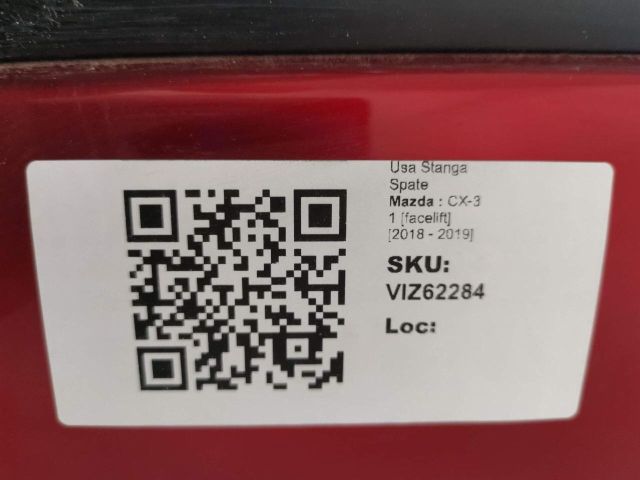 Usa Stanga
Spate
Mazda : CX-3
1 [facelift]
[2018 - 2019]
SKU:
VIZ62284
Loc: